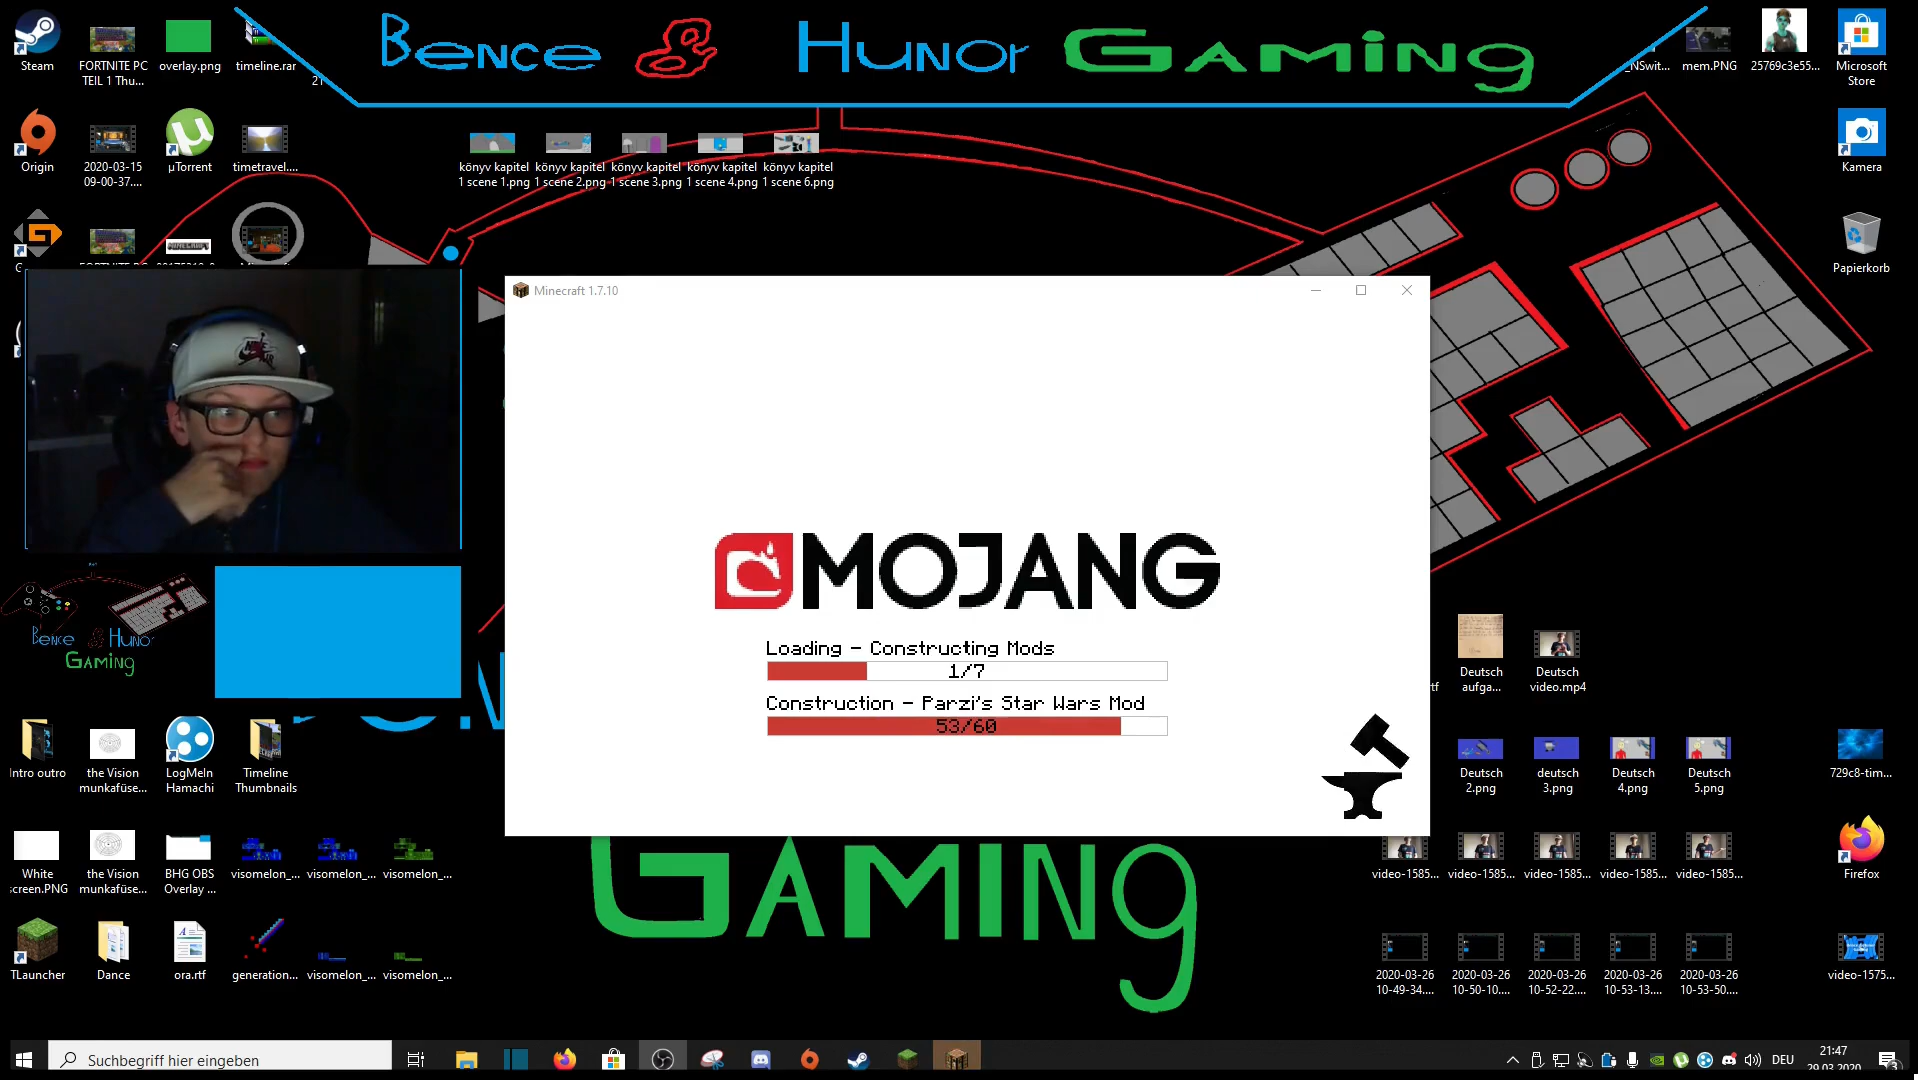 Bence & Hunor Gaming
Steam
FORTNITE PC
TEIL 1 Thu...
overlay.png
timeline.rar
21
_NSwit...
mem.PNG
25769c3e55...
Microsoft
Store
Origin
2020-03-15
09-00-37....
µTorrent
timetravel....
könyv kapitel
1 scene 1.png
könyv kapitel
1 scene 2.png
könyv kapitel
1 scene 3.png
könyv kapitel
1 scene 4.png
könyv kapitel
1 scene 6.png
Kamera
Papierkorb
Minecraft 1.7.10
MOJANG
Loading - Constructing Mods
1/7
Construction - Parzi's Star Wars Mod
53/60
Bence & Hunor
Gaming
Deutsch
aufga...
Deutsch
video.mp4
Intro outro
the Vision
munkafüse...
LogMeIn
Hamachi
Timeline
Thumbnails
Deutsch
2.png
deutsch
3.png
Deutsch
4.png
Deutsch
5.png
729c8-tim...
White
screen.PNG
the Vision
munkafüse...
BHG OBS
Overlay ...
visomelon_...
visomelon_...
visomelon_...
Gaming
video-1585...
video-1585...
video-1585...
video-1585...
video-1585...
Firefox
TLauncher
Dance
ora.rtf
generation...
visomelon_...
visomelon_...
2020-03-26
10-49-34....
2020-03-26
10-50-10....
2020-03-26
10-52-22....
2020-03-26
10-53-13....
2020-03-26
10-53-50....
video-1575...
Suchbegriff hier eingeben
DEU
21:47
29.03.2020
3